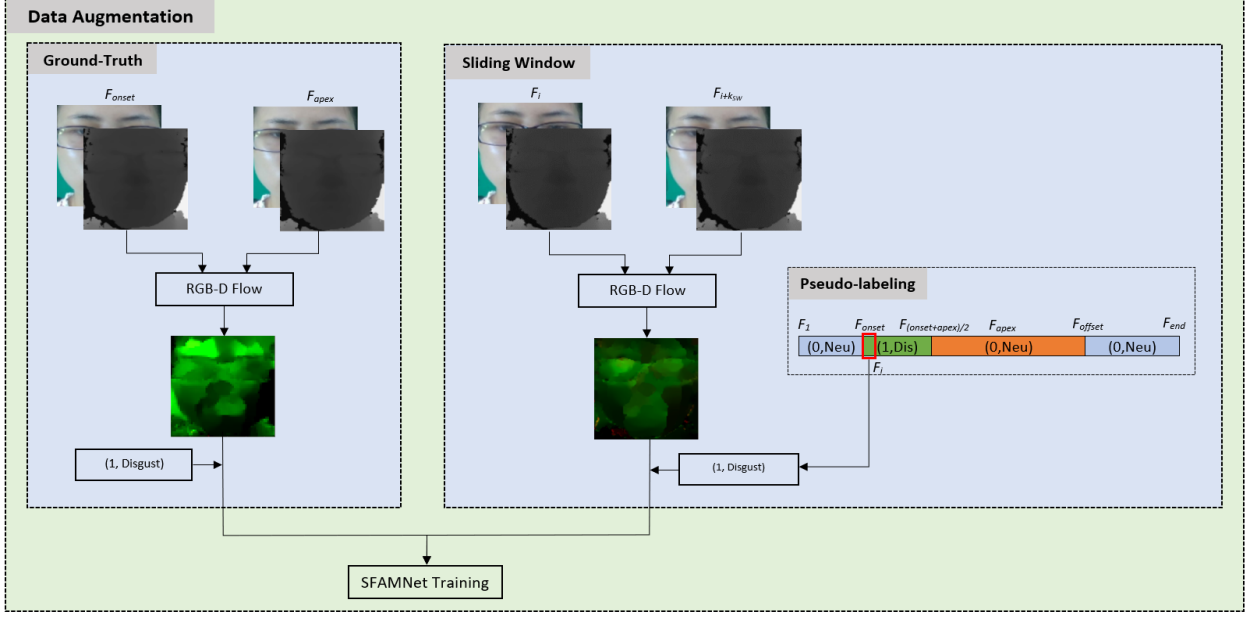 Data Augmentation
Ground-Truth
F_onset
F_apex
RGB-D Flow
(1, Disgust)
Sliding Window
F_i
F_i+k_SW
RGB-D Flow
Pseudo-labeling
F_1 F_onset F_(onset+apex)/2 F_apex F_offset F_end
(0,Neu) (1,Dis) (0,Neu) (0,Neu)
F_i
(1, Disgust)
SFAMNet Training